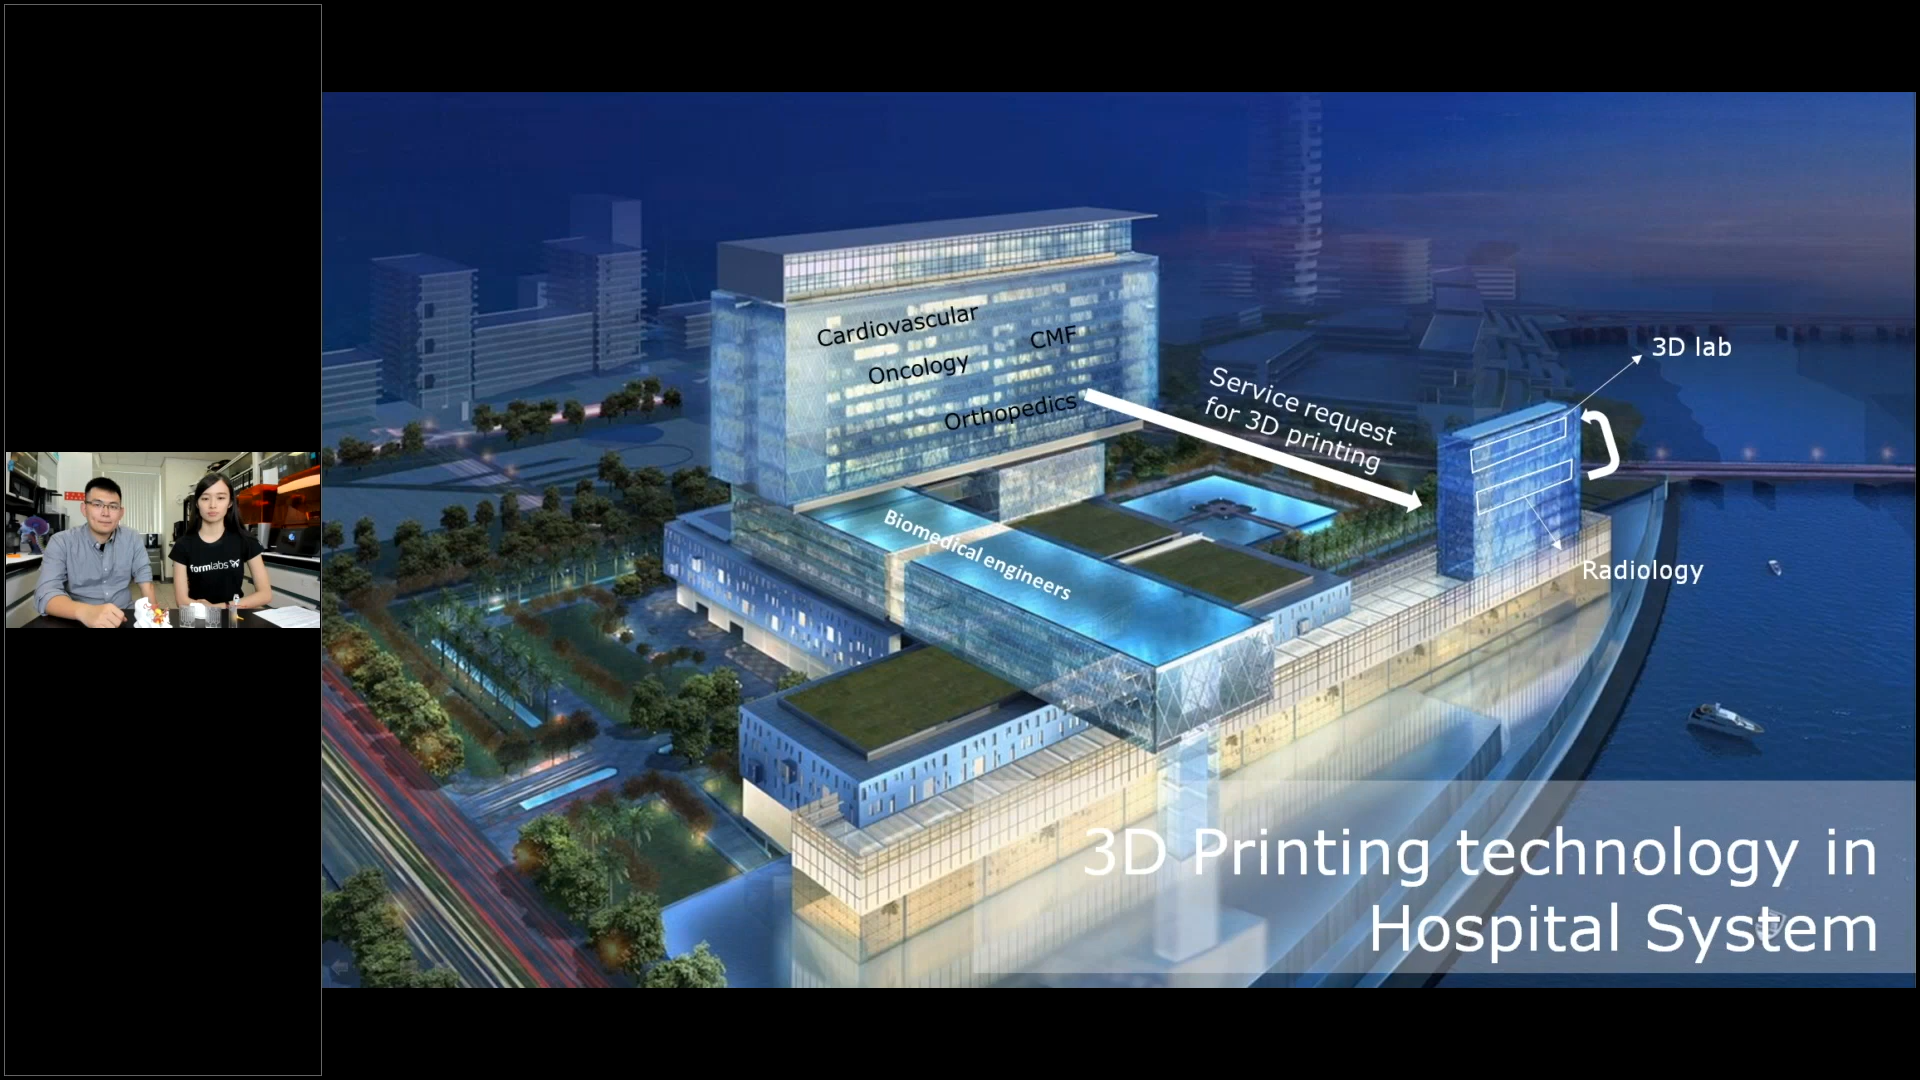 formlabs
Cardiovascular
CMF
Oncology
Orthopedics
Service request
for 3D printing
3D lab
Radiology
Biomedical engineers
3D Printing technology in
Hospital System